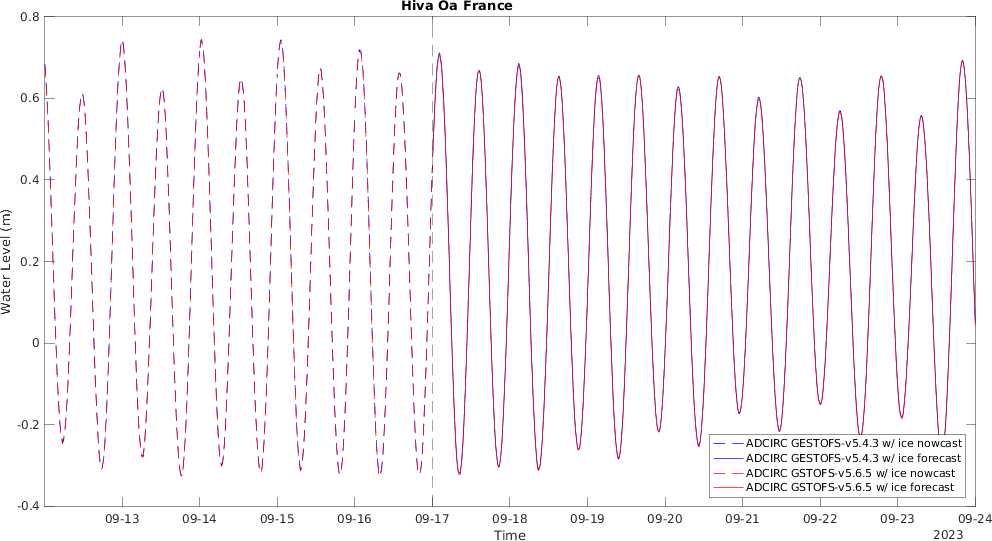 Hiva Oa France
Water Level (m)
0.8
0.6
0.4
0.2
0
-0.2
-0.4
ADCIRC GESTOFS-v5.4.3 w/ ice nowcast
ADCIRC GESTOFS-v5.4.3 w/ ice forecast
ADCIRC GSTOFS-v5.6.5 w/ ice nowcast
ADCIRC GSTOFS-v5.6.5 w/ ice forecast
09-13 09-14 09-15 09-16 09-17 09-18 09-19 09-20 09-21 09-22 09-23 09-24
Time
2023